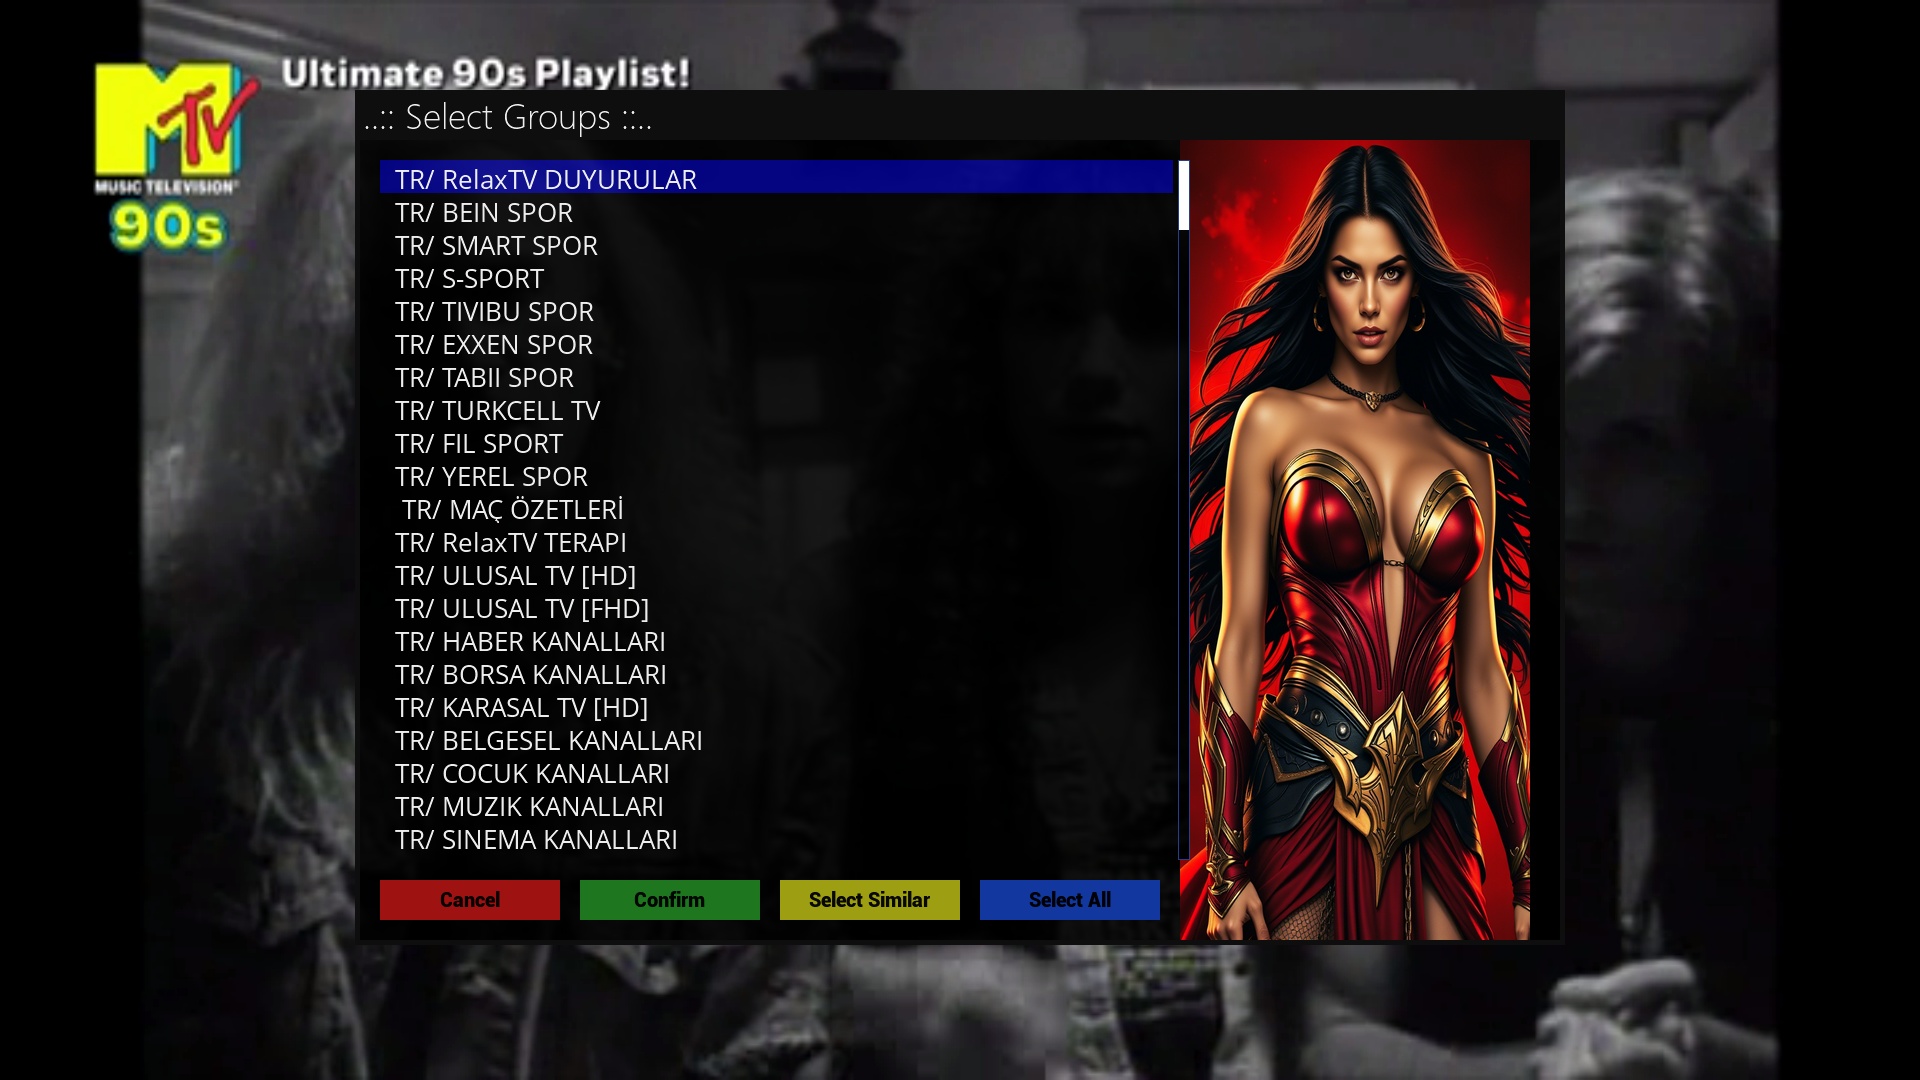 Ultimate 90s Playlist!
MTV
MUSIC TELEVISION
90s
..:: Select Groups ::..
TR/ RelaxTV DUYURULAR
TR/ BEIN SPOR
TR/ SMART SPOR
TR/ S-SPORT
TR/ TIVIBU SPOR
TR/ EXXEN SPOR
TR/ TABII SPOR
TR/ TURKCELL TV
TR/ FIL SPORT
TR/ YEREL SPOR
TR/ MAÇ ÖZETLERİ
TR/ RelaxTV TERAPI
TR/ ULUSAL TV [HD]
TR/ ULUSAL TV [FHD]
TR/ HABER KANALLARI
TR/ BORSA KANALLARI
TR/ KARASAL TV [HD]
TR/ BELGESEL KANALLARI
TR/ COCUK KANALLARI
TR/ MUZIK KANALLARI
TR/ SINEMA KANALLARI
Cancel
Confirm
Select Similar
Select All